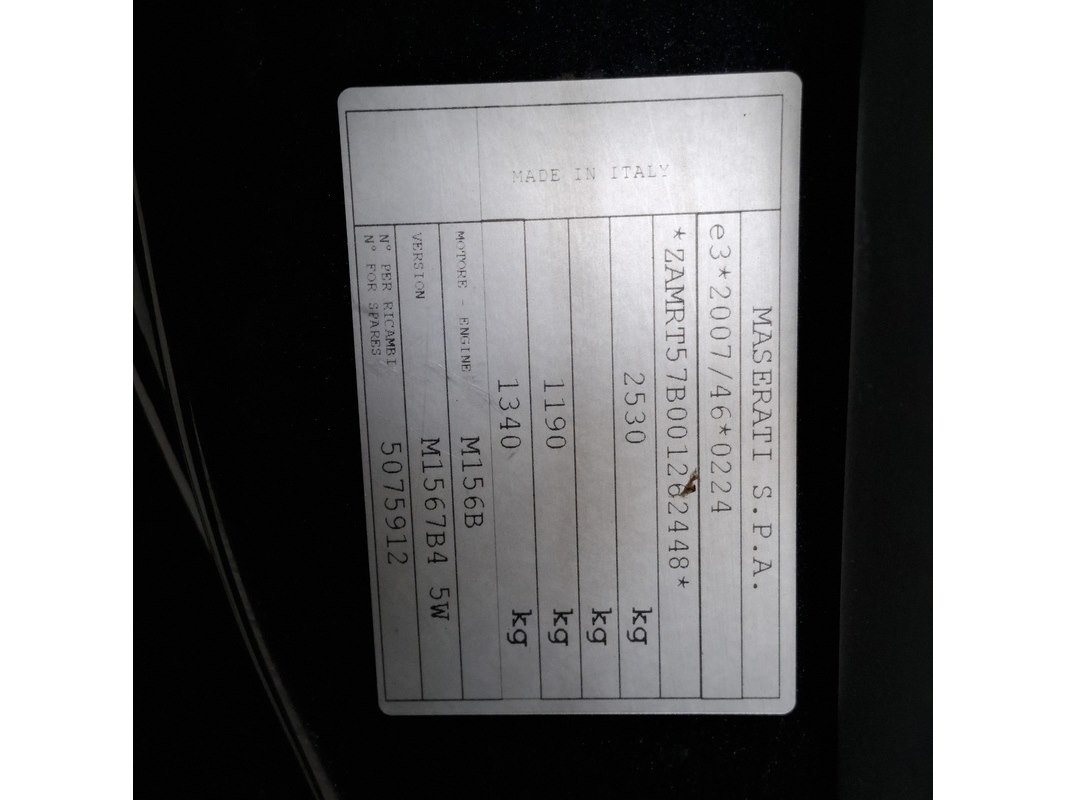 MASERATI S.P.A.
e3*2007/46*0224
*ZAMRT57B001262448*
2530 kg
kg
1190 kg
1340 kg
MOTORE - ENGINE M156B
VERSION M1567B4 5W
N° PER RICAMBI
N° FOR SPARES 5075912
MADE IN ITALY